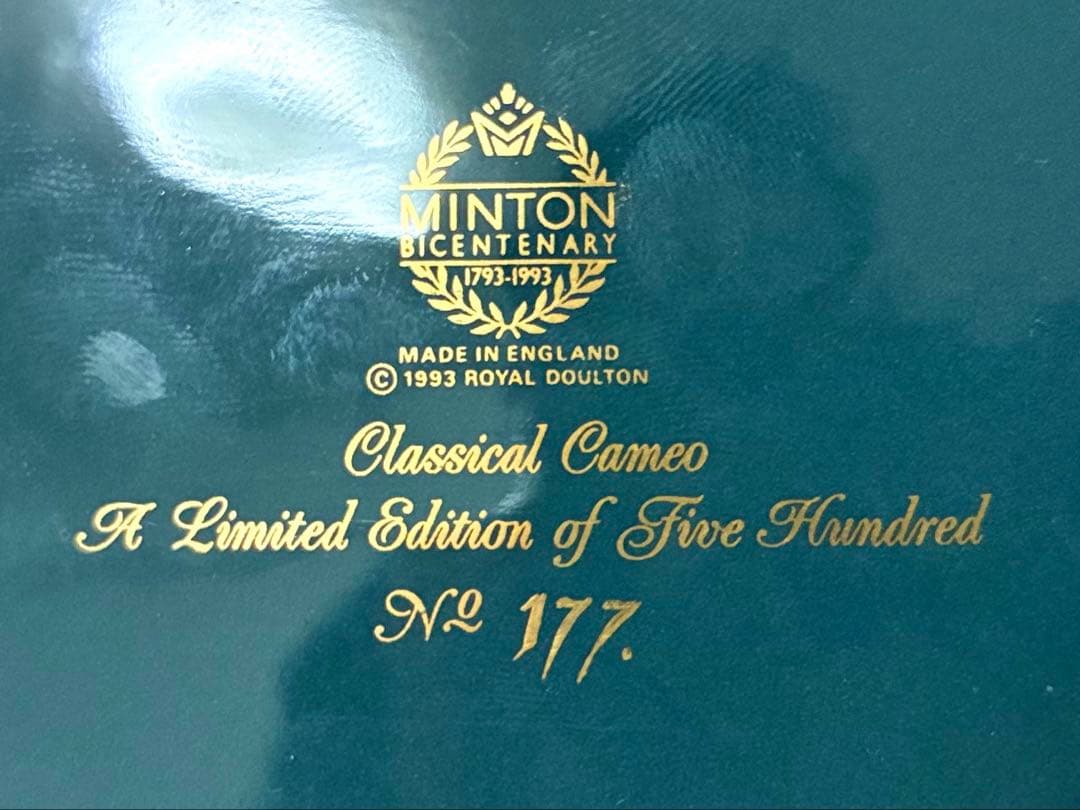 MINTON
BICENTENARY
1793-1993
MADE IN ENGLAND
© 1993 ROYAL DOULTON
Classical Cameo
A Limited Edition of Five Hundred
Nº 177.